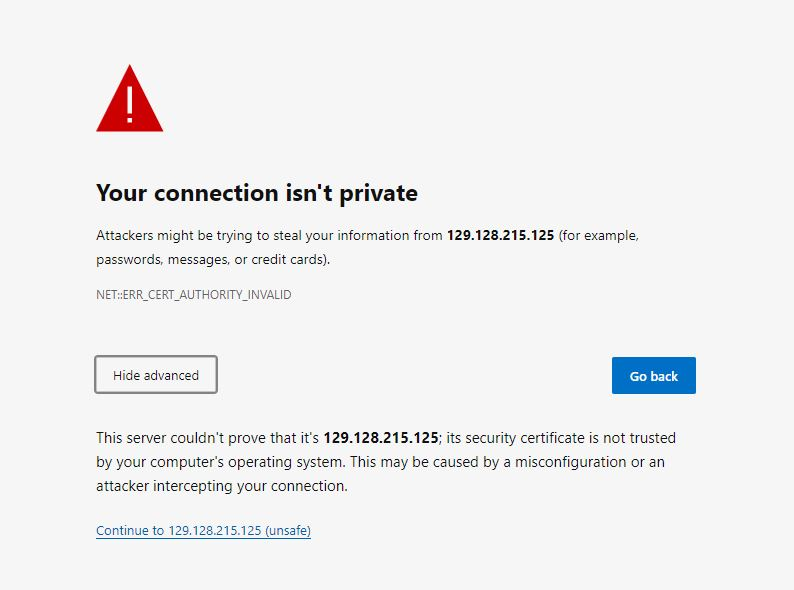 Your connection isn't private
Attackers might be trying to steal your information from 129.128.215.125 (for example,
passwords, messages, or credit cards).
NET::ERR_CERT_AUTHORITY_INVALID
Hide advanced
Go back
This server couldn't prove that it's 129.128.215.125; its security certificate is not trusted
by your computer's operating system. This may be caused by a misconfiguration or an
attacker intercepting your connection.
Continue to 129.128.215.125 (unsafe)